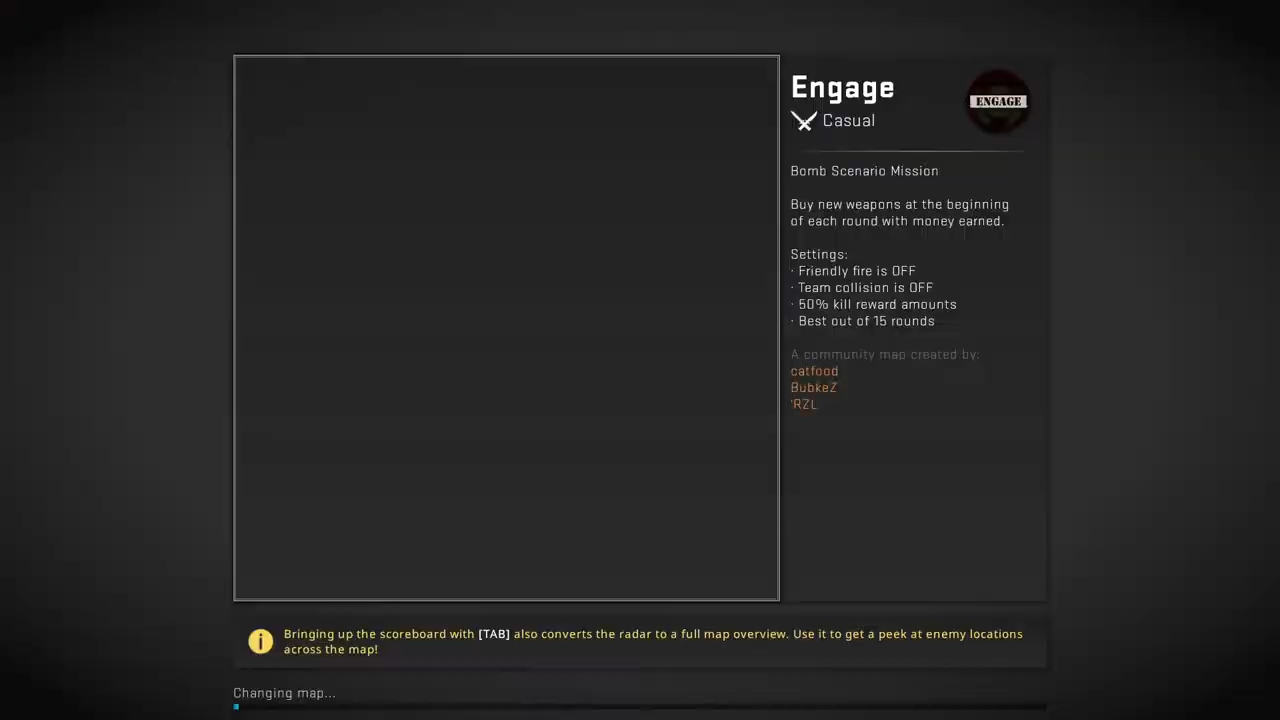 Engage
ENGAGE
Casual
Bomb Scenario Mission
Buy new weapons at the beginning
of each round with money earned.
Settings:
· Friendly fire is OFF
· Team collision is OFF
· 50% kill reward amounts
· Best out of 15 rounds
A community map created by:
catfood
BubkeZ
'RZL
Bringing up the scoreboard with [TAB] also converts the radar to a full map overview. Use it to get a peek at enemy locations
across the map!
Changing map...